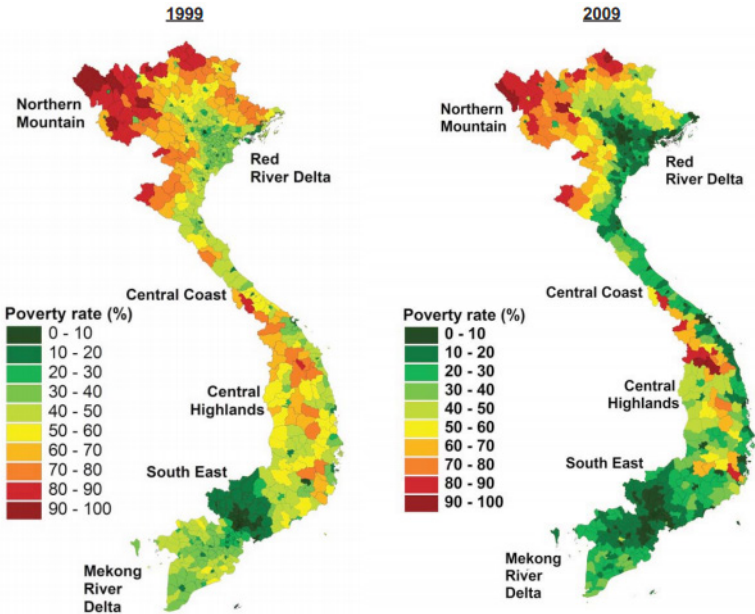 1999
Northern
Mountain
Red
River Delta
Central Coast
Poverty rate (%)
0 - 10
10 - 20
20 - 30
30 - 40
40 - 50
50 - 60
60 - 70
70 - 80
80 - 90
90 - 100
Central
Highlands
South East
Mekong
River
Delta
2009
Northern
Mountain
Red
River Delta
Central Coast
Poverty rate (%)
0 - 10
10 - 20
20 - 30
30 - 40
40 - 50
50 - 60
60 - 70
70 - 80
80 - 90
90 - 100
Central
Highlands
South East
Mekong
River
Delta